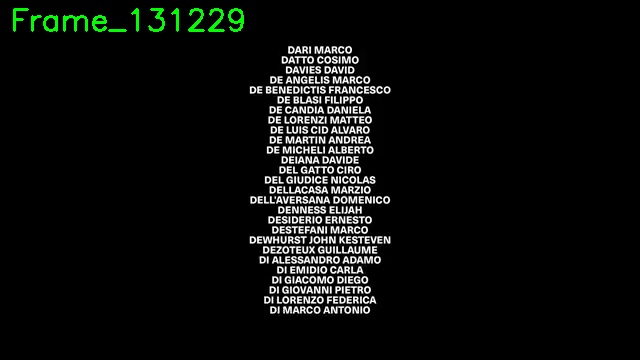 Frame_131229
DARI MARCO
DATTO COSIMO
DAVIES DAVID
DE ANGELIS MARCO
DE BENEDICTIS FRANCESCO
DE BLASI FILIPPO
DE CANDIA DANIELA
DE LORENZI MATTEO
DE LUIS CID ALVARO
DE MARTIN ANDREA
DE MICHELI ALBERTO
DEIANA DAVIDE
DEL GATTO CIRO
DEL GIUDICE NICOLAS
DELLACASA MARZIO
DELL'AVERSANA DOMENICO
DENNESS ELIJAH
DESIDERIO ERNESTO
DESTEFANI MARCO
DEWHURST JOHN KESTEVEN
DEZOTEUX GUILLAUME
DI ALESSANDRO ADAMO
DI EMIDIO CARLA
DI GIACOMO DIEGO
DI GIOVANNI PIETRO
DI LORENZO FEDERICA
DI MARCO ANTONIO